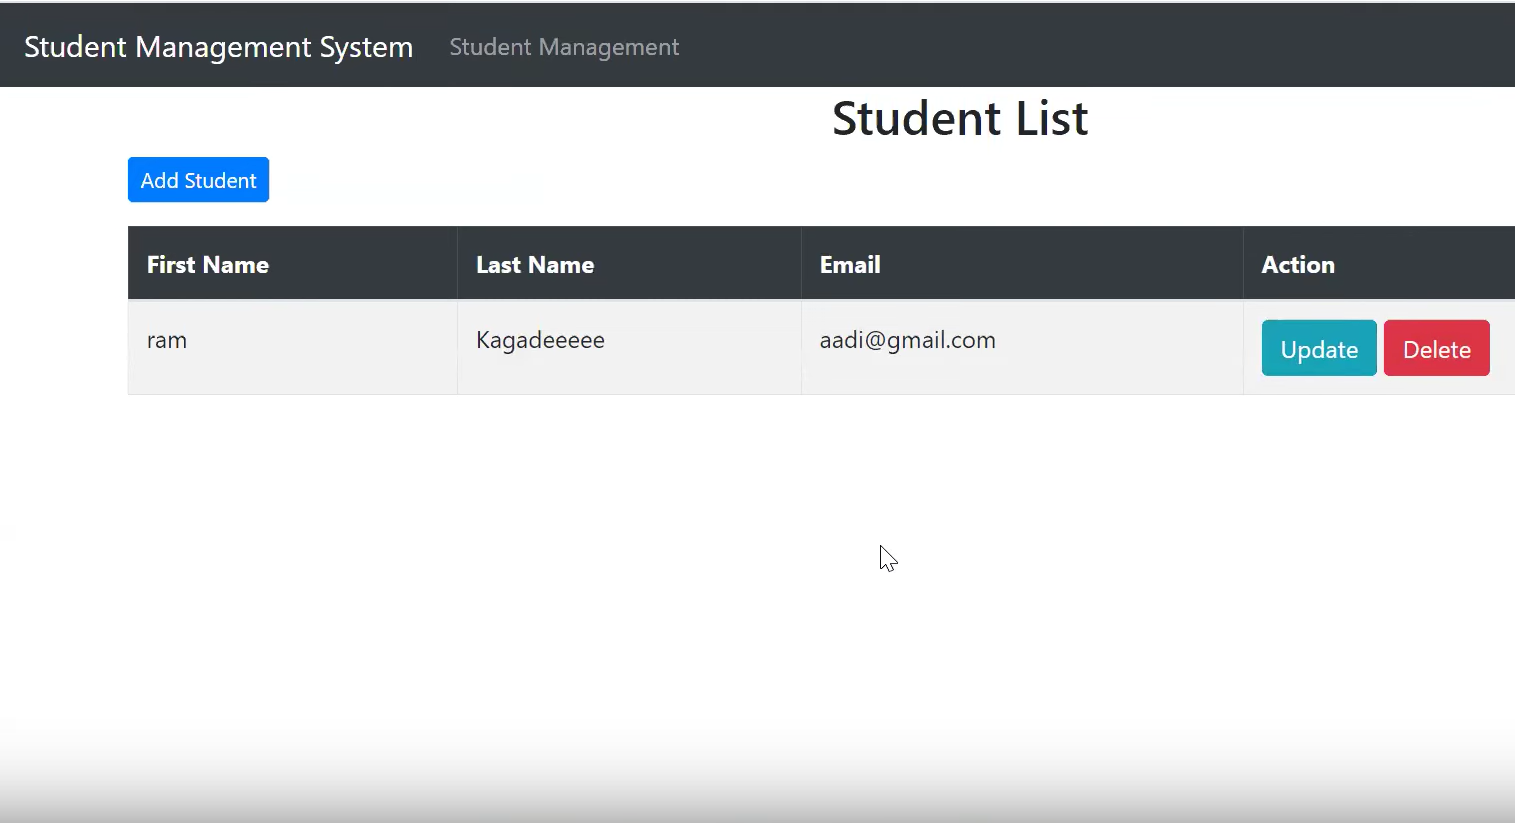 Student Management System Student Management
Student List
Add Student
First Name Last Name Email Action
ram Kagadeeeee aadi@gmail.com Update Delete